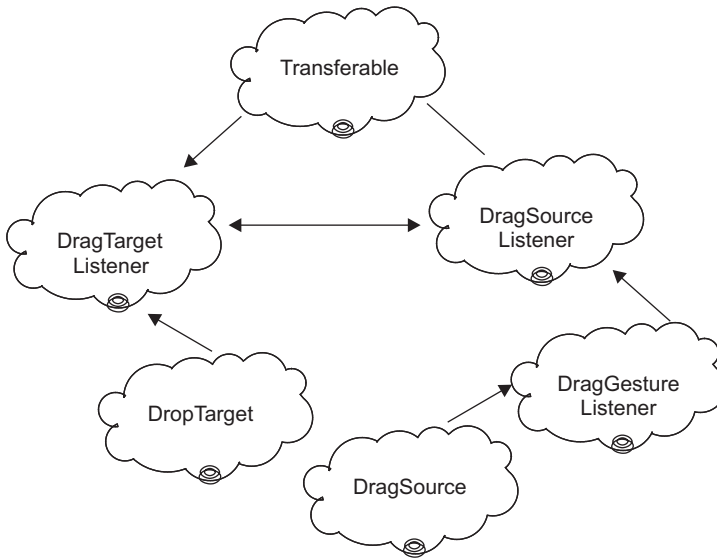 Transferable
DragTarget
Listener
DragSource
Listener
DropTarget
DragGesture
Listener
DragSource